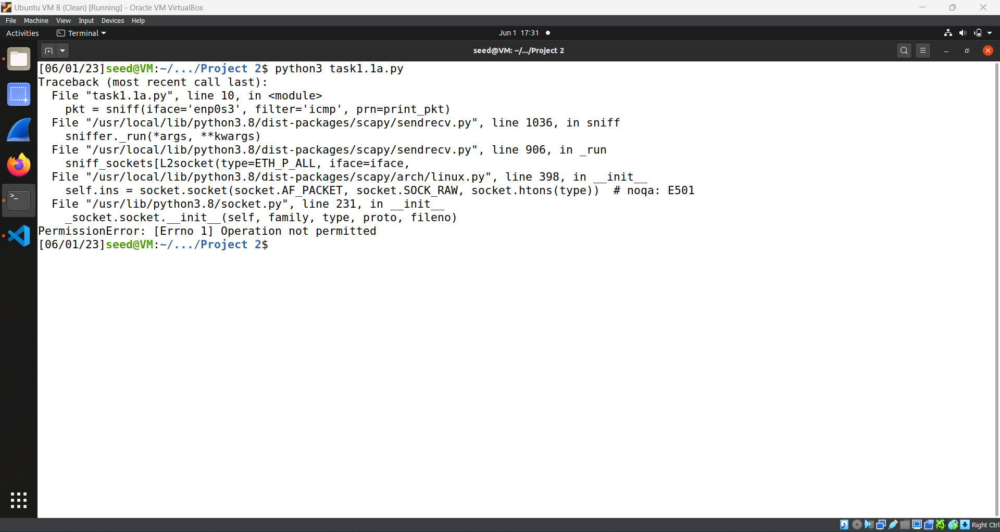 Ubuntu VM B (Clean) [Running] - Oracle VM VirtualBox
File Machine View Input Devices Help
Activities Terminal Jun 1 17:31
seed@VM: ~/.../Project 2
[06/01/23]seed@VM:~/.../Project 2$ python3 task1.1a.py
Traceback (most recent call last):
  File "task1.1a.py", line 10, in <module>
    pkt = sniff(iface='enp0s3', filter='icmp', prn=print_pkt)
  File "/usr/local/lib/python3.8/dist-packages/scapy/sendrecv.py", line 1036, in sniff
    sniffer._run(*args, **kwargs)
  File "/usr/local/lib/python3.8/dist-packages/scapy/sendrecv.py", line 906, in _run
    sniff_sockets[L2socket(type=ETH_P_ALL, iface=iface,
  File "/usr/local/lib/python3.8/dist-packages/scapy/arch/linux.py", line 398, in __init__
    self.ins = socket.socket(socket.AF_PACKET, socket.SOCK_RAW, socket.htons(type))  # noqa: E501
  File "/usr/lib/python3.8/socket.py", line 231, in __init__
    _socket.socket.__init__(self, family, type, proto, fileno)
PermissionError: [Errno 1] Operation not permitted
[06/01/23]seed@VM:~/.../Project 2$
Right Ctrl